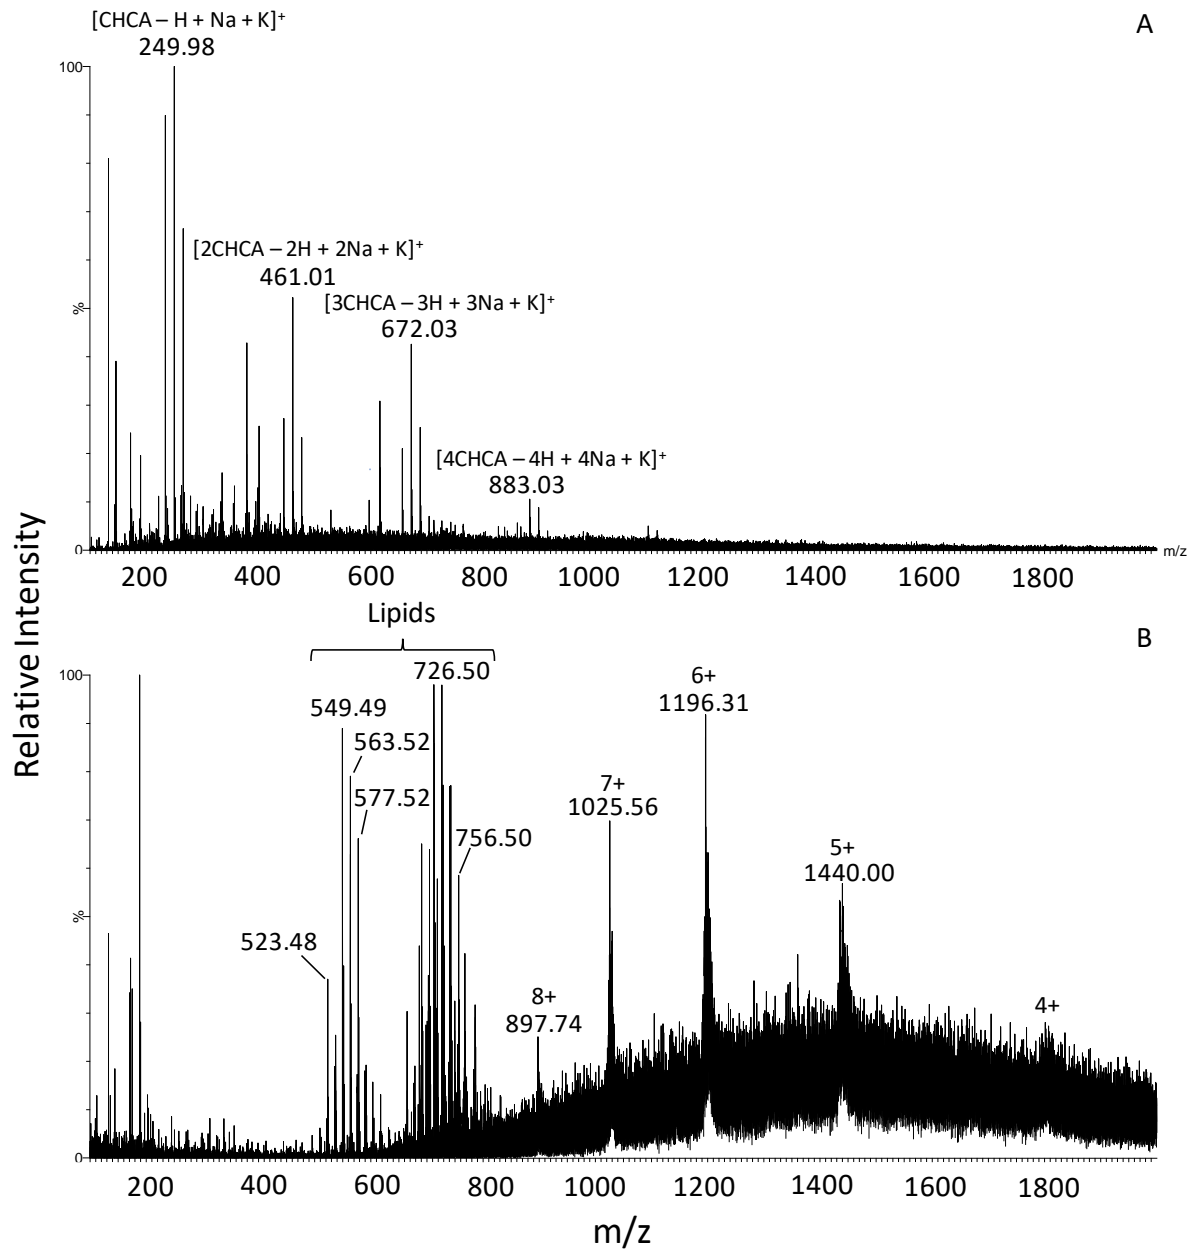 A
[CHCA – H + Na + K]⁺
249.98
100
[2CHCA – 2H + 2Na + K]⁺
461.01
[3CHCA – 3H + 3Na + K]⁺
672.03
%
[4CHCA – 4H + 4Na + K]⁺
883.03
0
m/z
200 400 600 800 1000 1200 1400 1600 1800
Relative Intensity
Lipids
B
100
726.50
6+
1196.31
549.49
563.52
577.52
7+
1025.56
756.50
5+
1440.00
%
523.48
8+
897.74
4+
0
200 400 600 800 1000 1200 1400 1600 1800
m/z